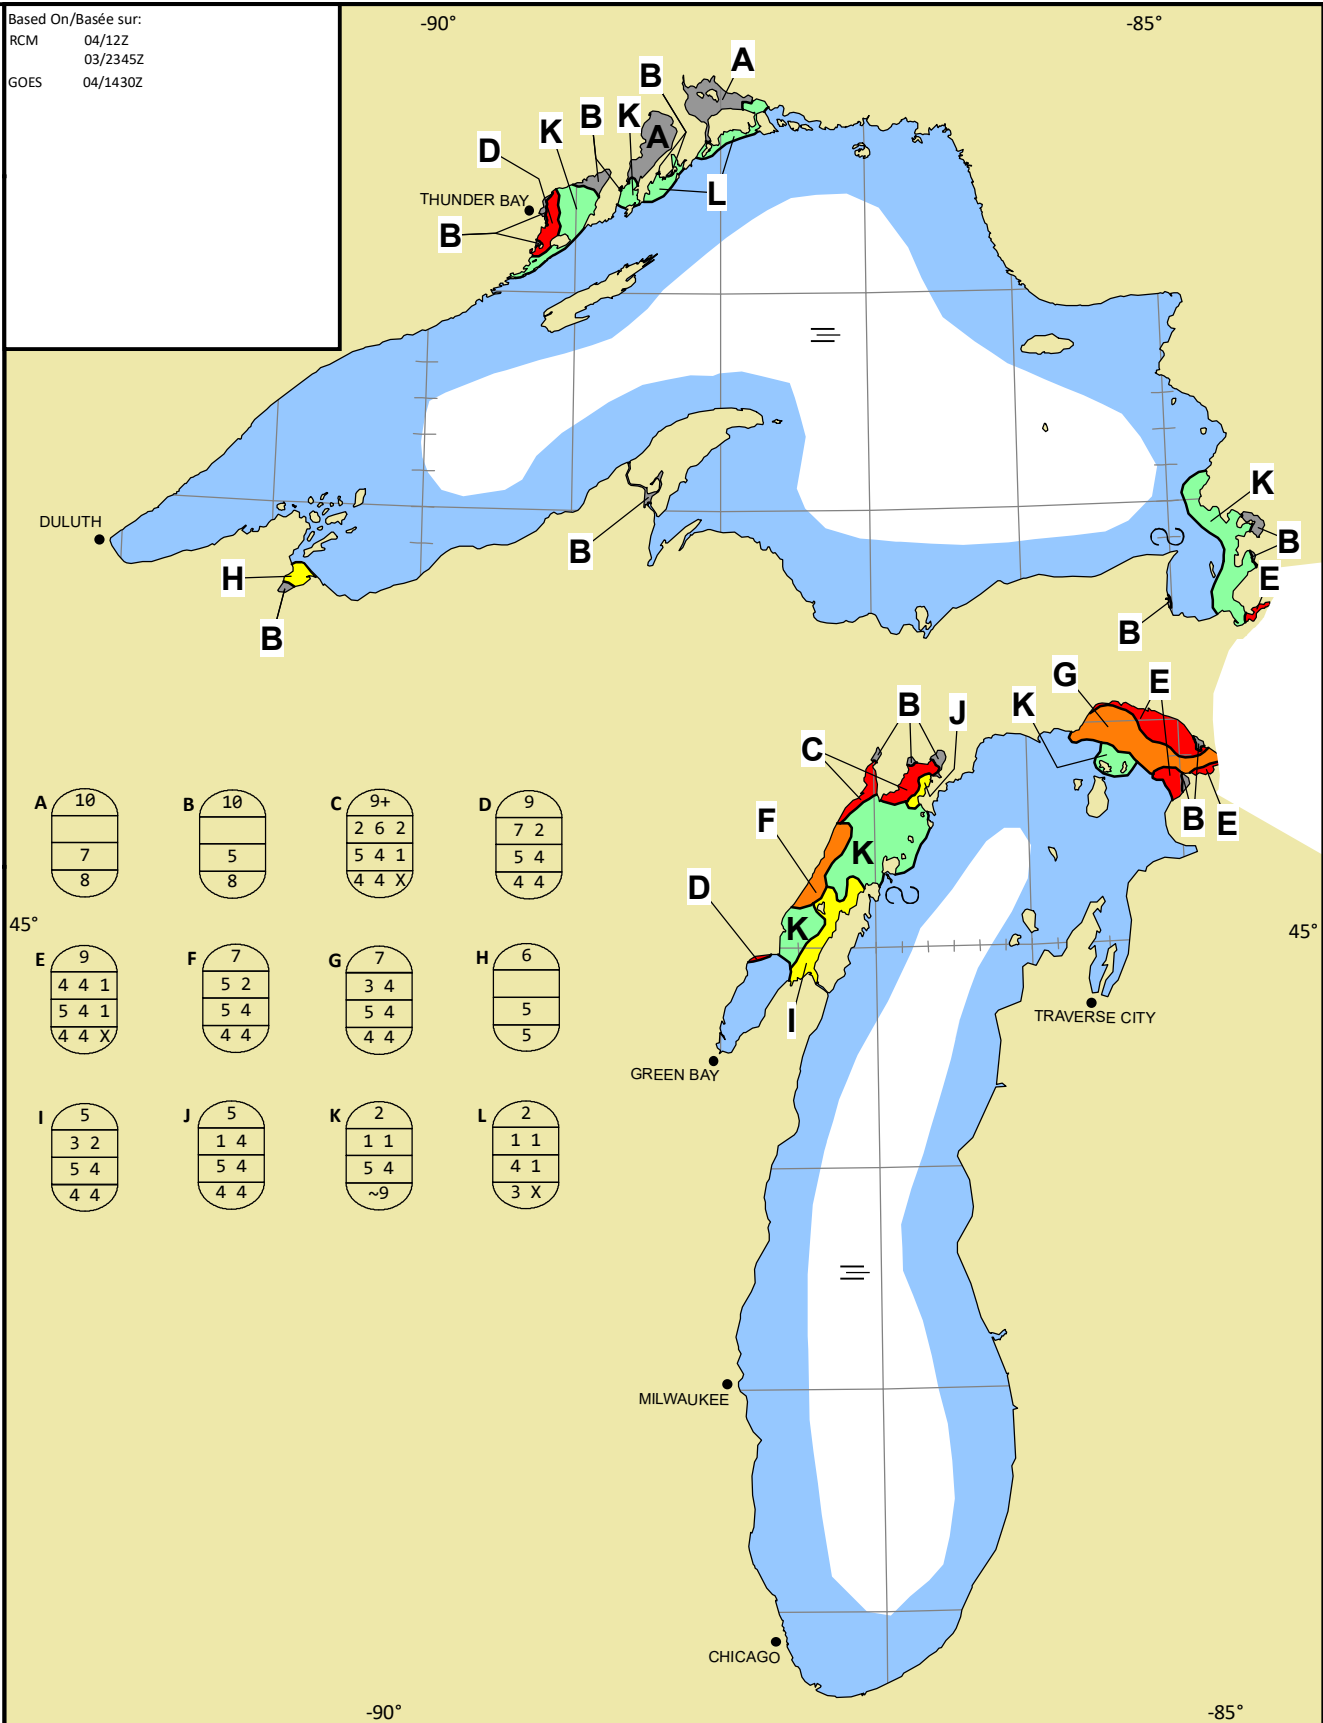 Based On/Basée sur:
RCM 04/12Z
03/2345Z
GOES 04/1430Z
-90°
-85°
A
B
K
B
K
A
D
THUNDER BAY
L
B
K
DULUTH
B
B
H
E
B
B
G
E
K
B
J
C
A 10
7
8
B 10
5
8
C 9+
2 6 2
5 4 1
4 4 X
D 9
7 2
5 4
4 4
F
K
B
E
D
K
45°
45°
E 9
4 4 1
5 4 1
4 4 X
F 7
5 2
5 4
4 4
G 7
3 4
5 4
4 4
H 6
5
5
I
TRAVERSE CITY
GREEN BAY
I 5
3 2
5 4
4 4
J 5
1 4
5 4
4 4
K 2
1 1
5 4
~9
L 2
1 1
4 1
3 X
MILWAUKEE
CHICAGO
-90°
-85°